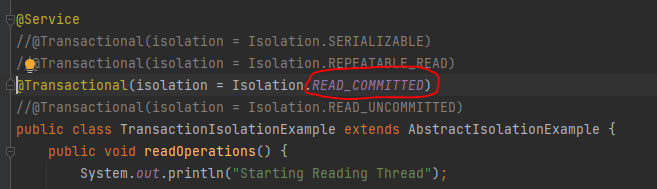 @Service
//@Transactional(isolation = Isolation.SERIALIZABLE)
//@Transactional(isolation = Isolation.REPEATABLE_READ)
@Transactional(isolation = Isolation.READ_COMMITTED)
//@Transactional(isolation = Isolation.READ_UNCOMMITTED)
public class TransactionIsolationExample extends AbstractIsolationExample {
public void readOperations() {
System.out.println("Starting Reading Thread");